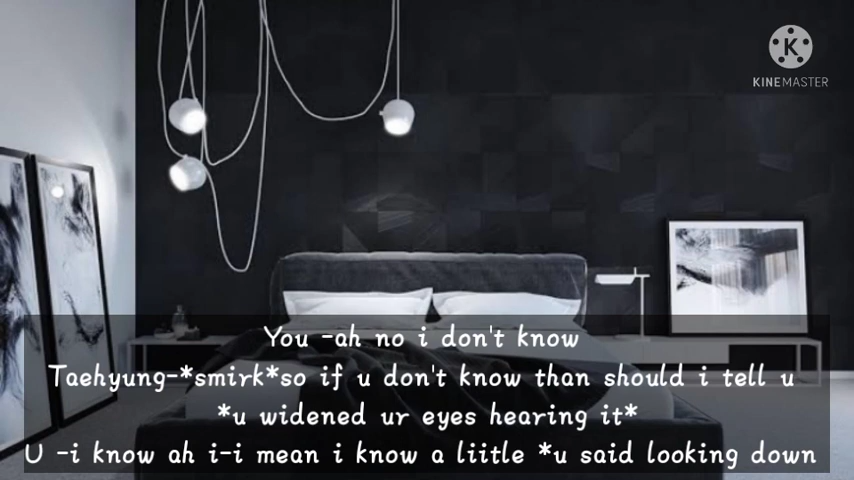 KINEMASTER
You -ah no i don't know
Taehyung-*smirk*so if u don't know than should i tell u
*u widened ur eyes hearing it*
U -i know ah i-i mean i know a liitle *u said looking down